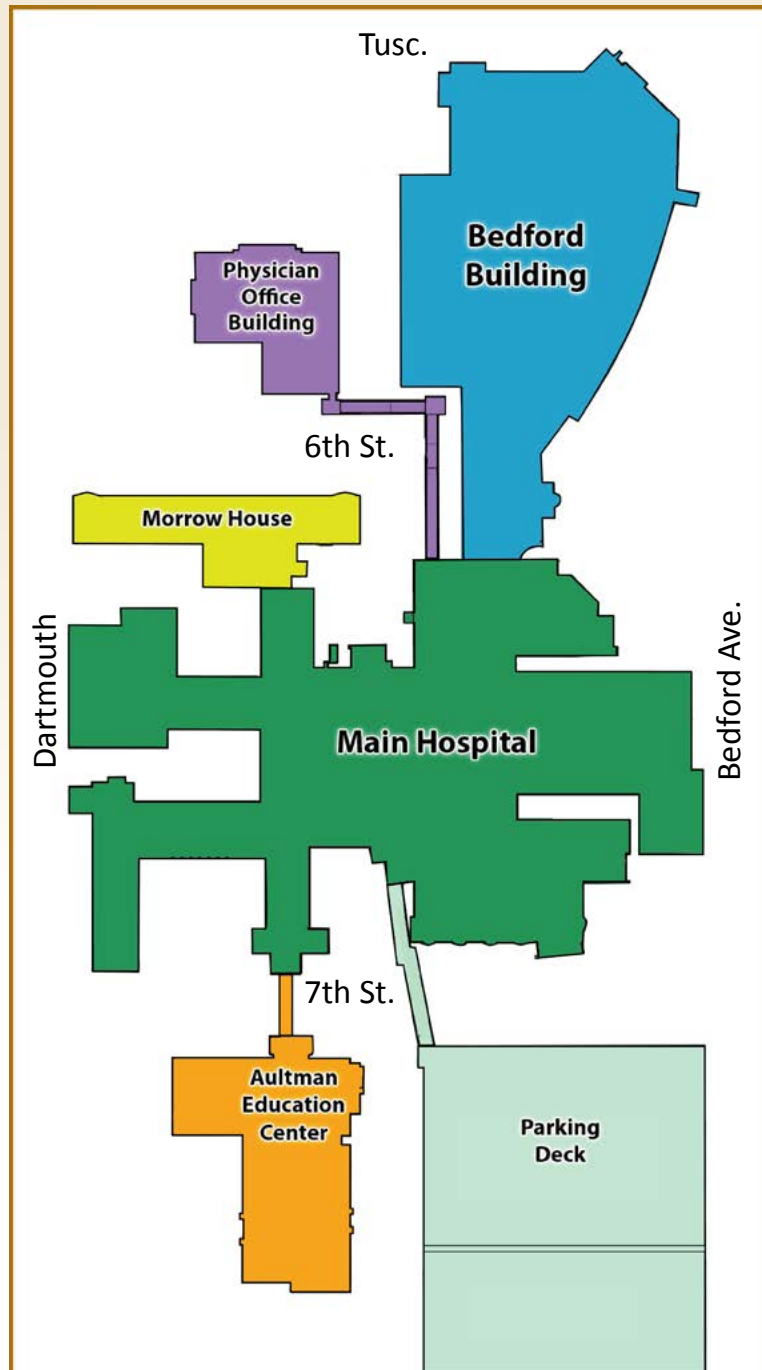 Tusc.
Bedford
Building
Physician
Office
Building
6th St.
Morrow House
Dartmouth
Main Hospital
Bedford Ave.
7th St.
Aultman
Education
Center
Parking
Deck